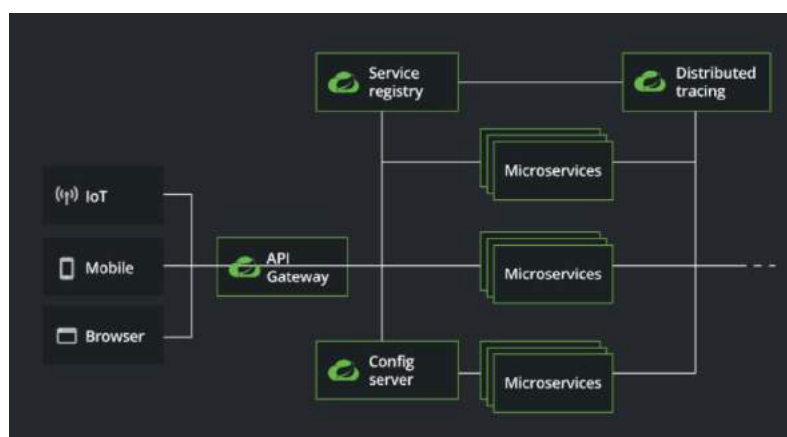 Service
registry
Distributed
tracing
Microservices
IoT
Mobile
API
Gateway
Microservices
Browser
Config
server
Microservices